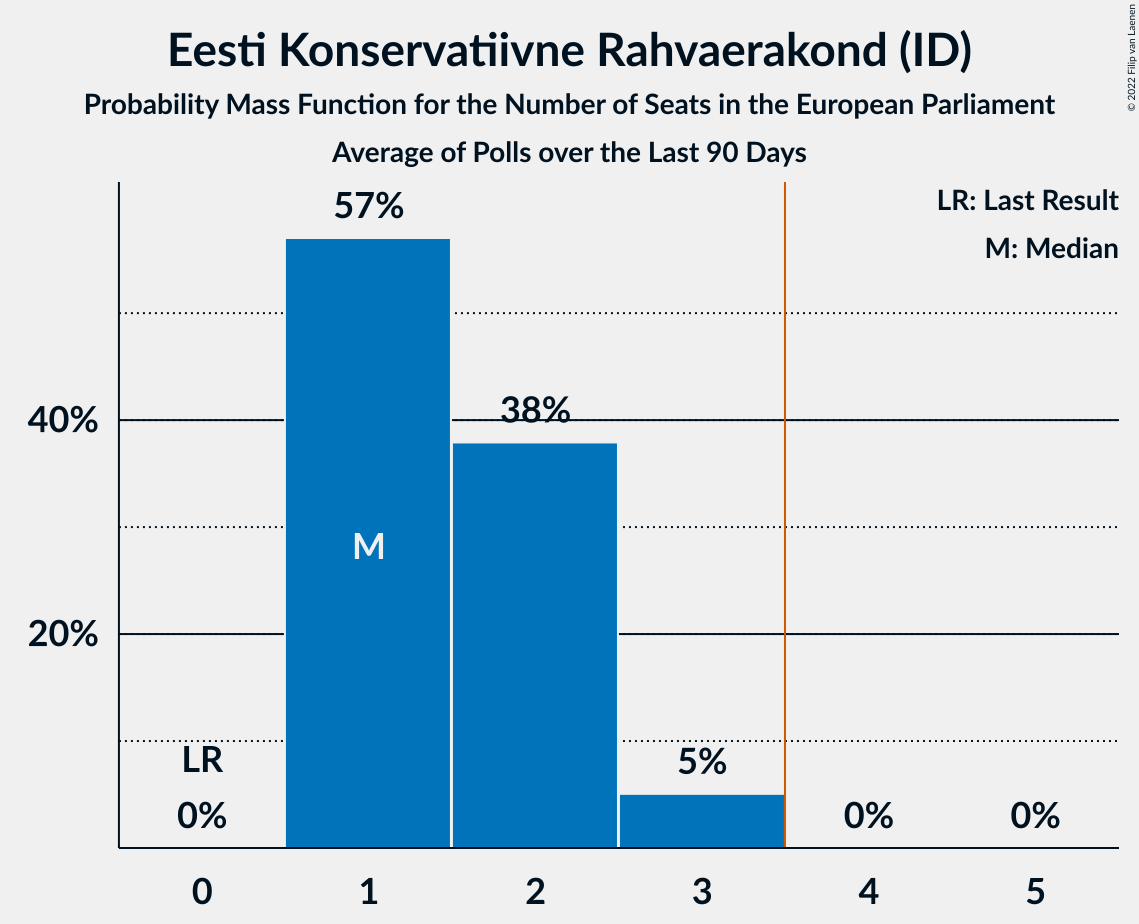 Eesti Konservatiivne Rahvaerakond (ID)
Probability Mass Function for the Number of Seats in the European Parliament
Average of Polls over the Last 90 Days
© 2022 Filip van Laenen
LR: Last Result
M: Median
57%
38%
40%
M
20%
LR
5%
0%
0%
0%
0
1
2
3
4
5